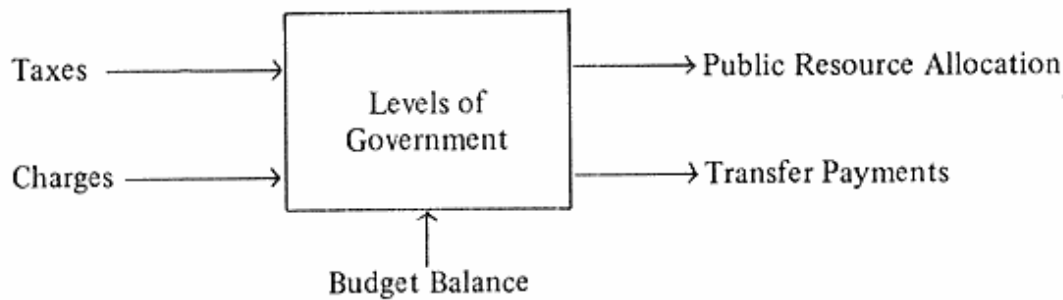 Taxes
Public Resource Allocation
Levels of
Government
Charges
Transfer Payments
Budget Balance